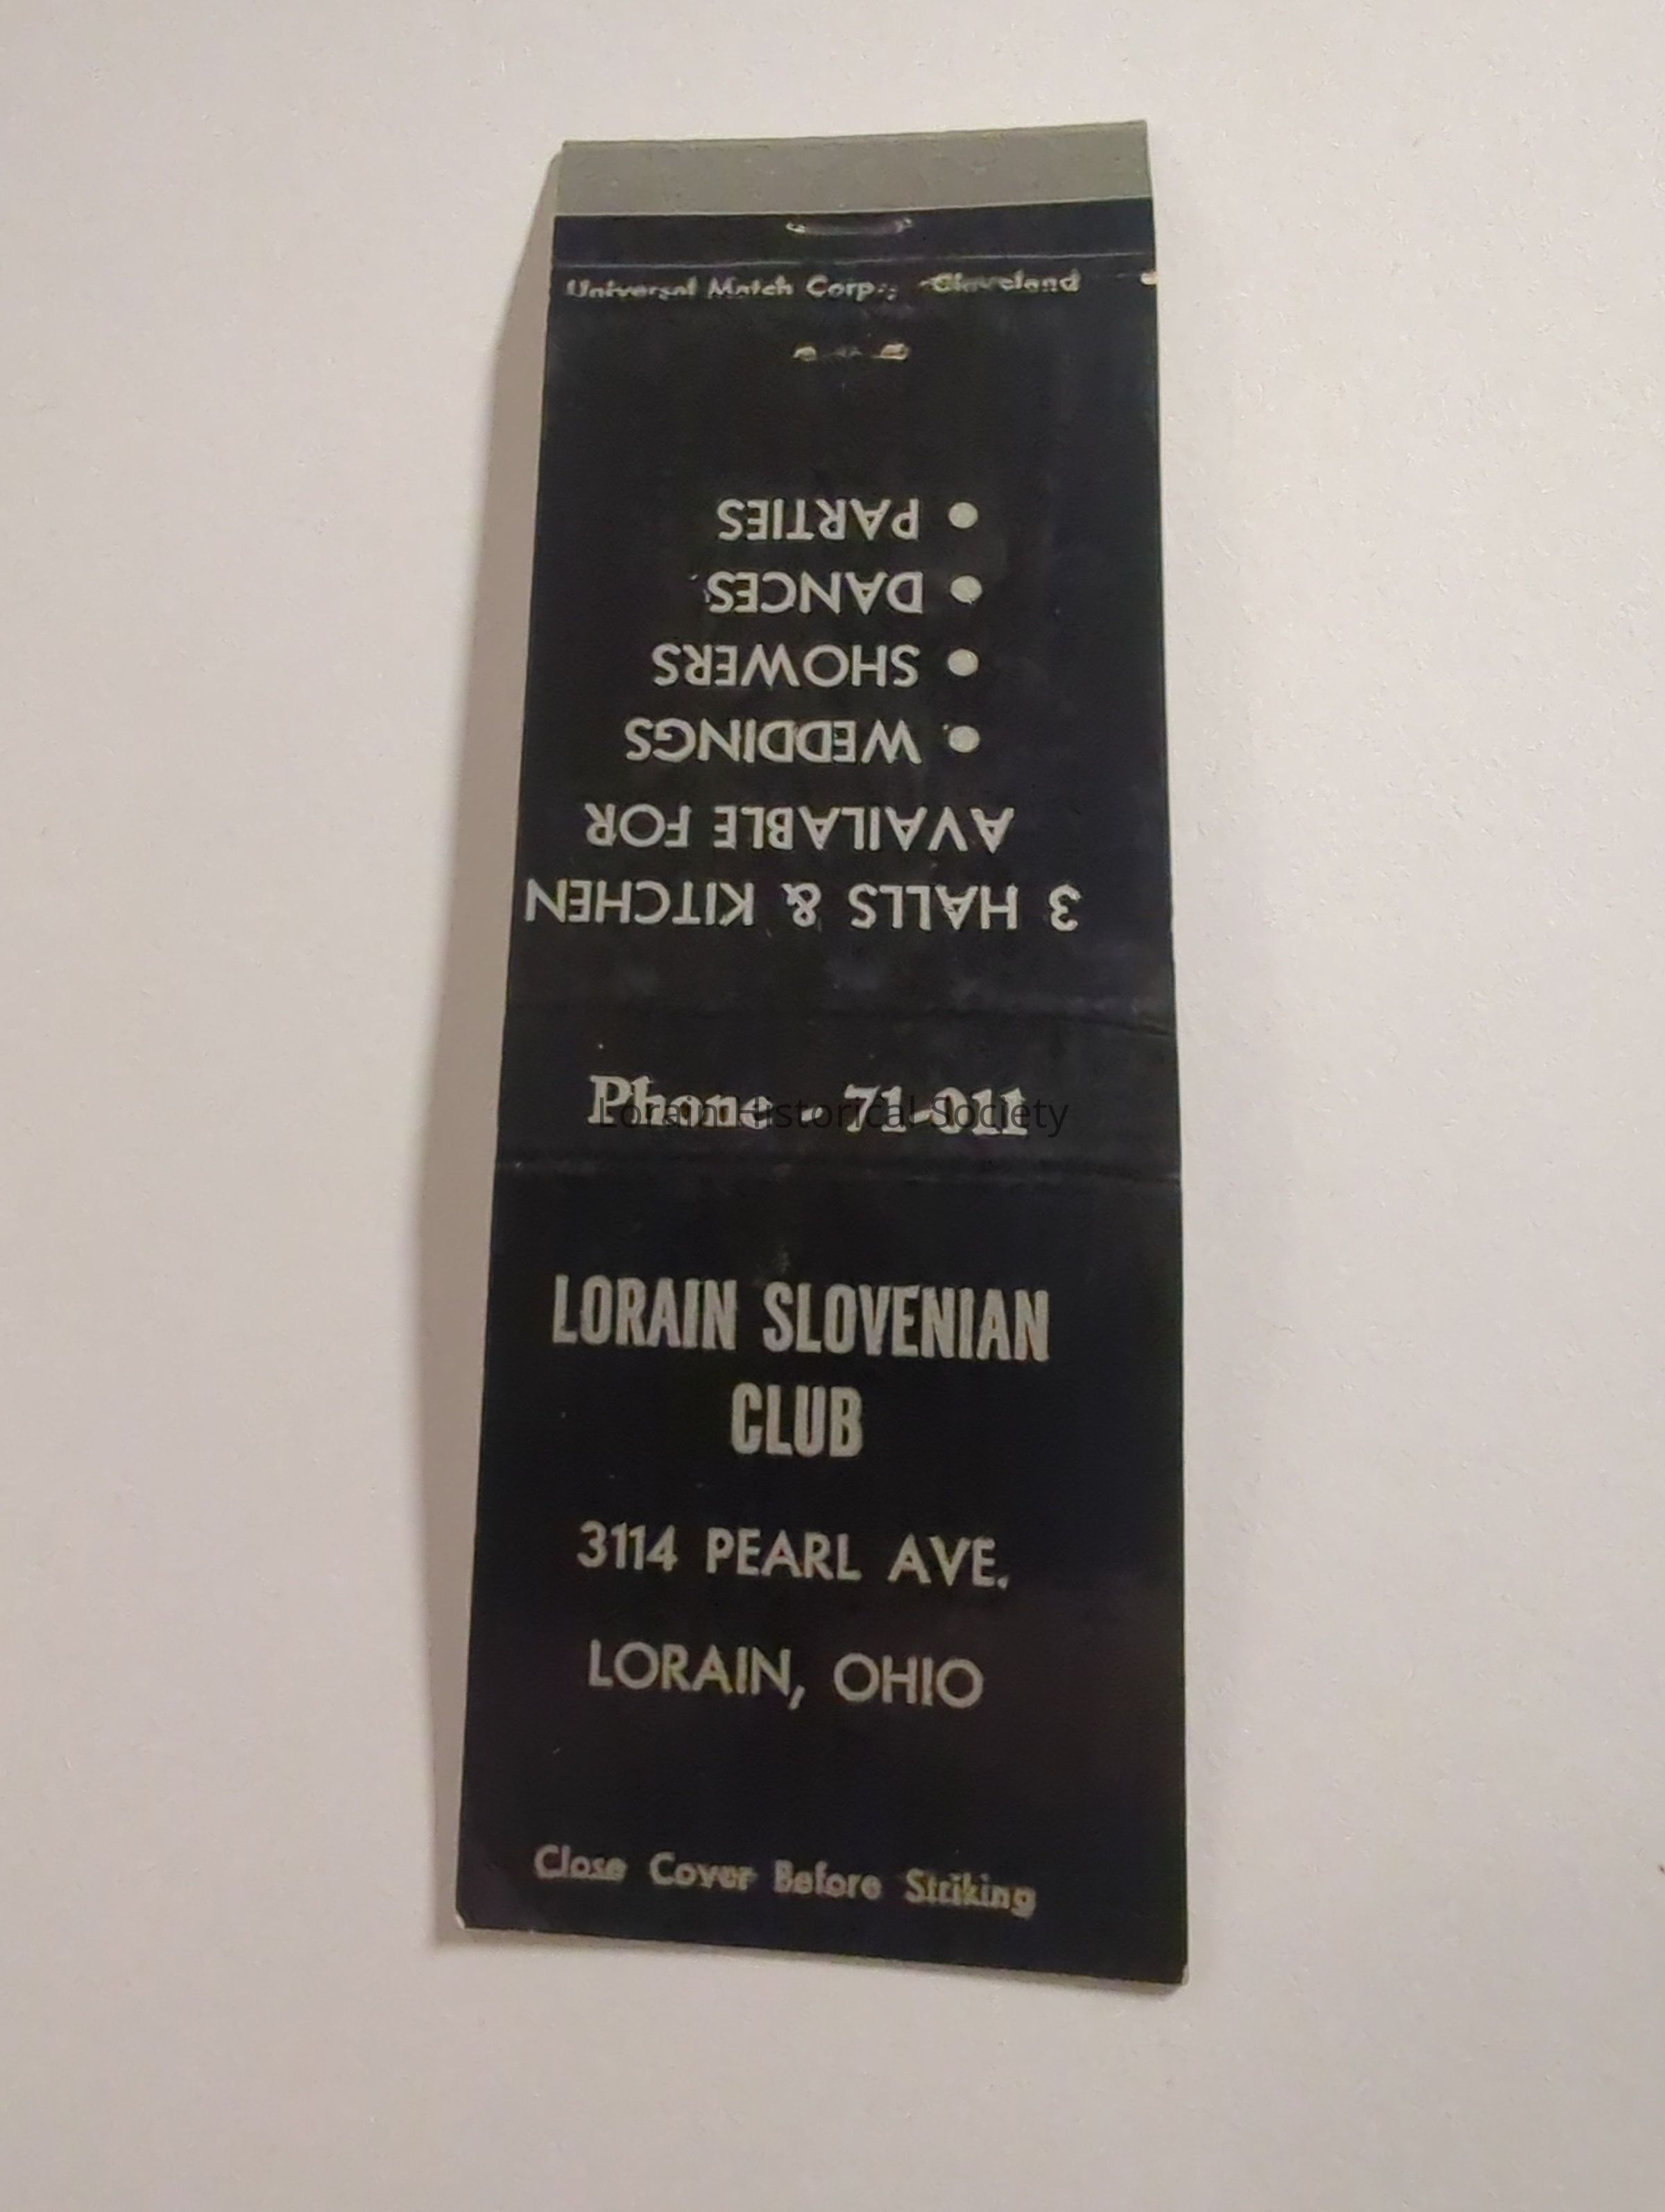 Universal Match Corp., Cleveland
3 HALLS & KITCHEN
AVAILABLE FOR
• WEDDINGS
• SHOWERS
• DANCES
• PARTIES
Phone - 71-011
Lorain Historical Society
LORAIN SLOVENIAN
CLUB
3114 PEARL AVE.
LORAIN, OHIO
Close Cover Before Striking